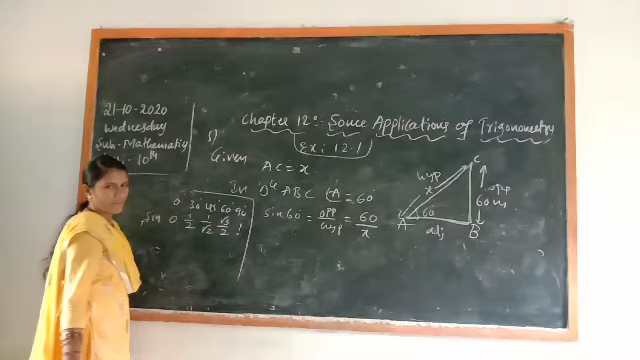 21-10-2020
Wednesday
Sub:- Mathematics
10th
Chapter 12:- Some Applications of Trigonometry
Ex: 12.1
5)
Given
AC = x
In Δle ABC ∠A = 60
sin 60 = opp/hyp = 60/x
0 30 45 60 90
sin 0 1/2 1/√2 √3/2 1
C
hyp
x
opp
60 m
60
A
adj
B